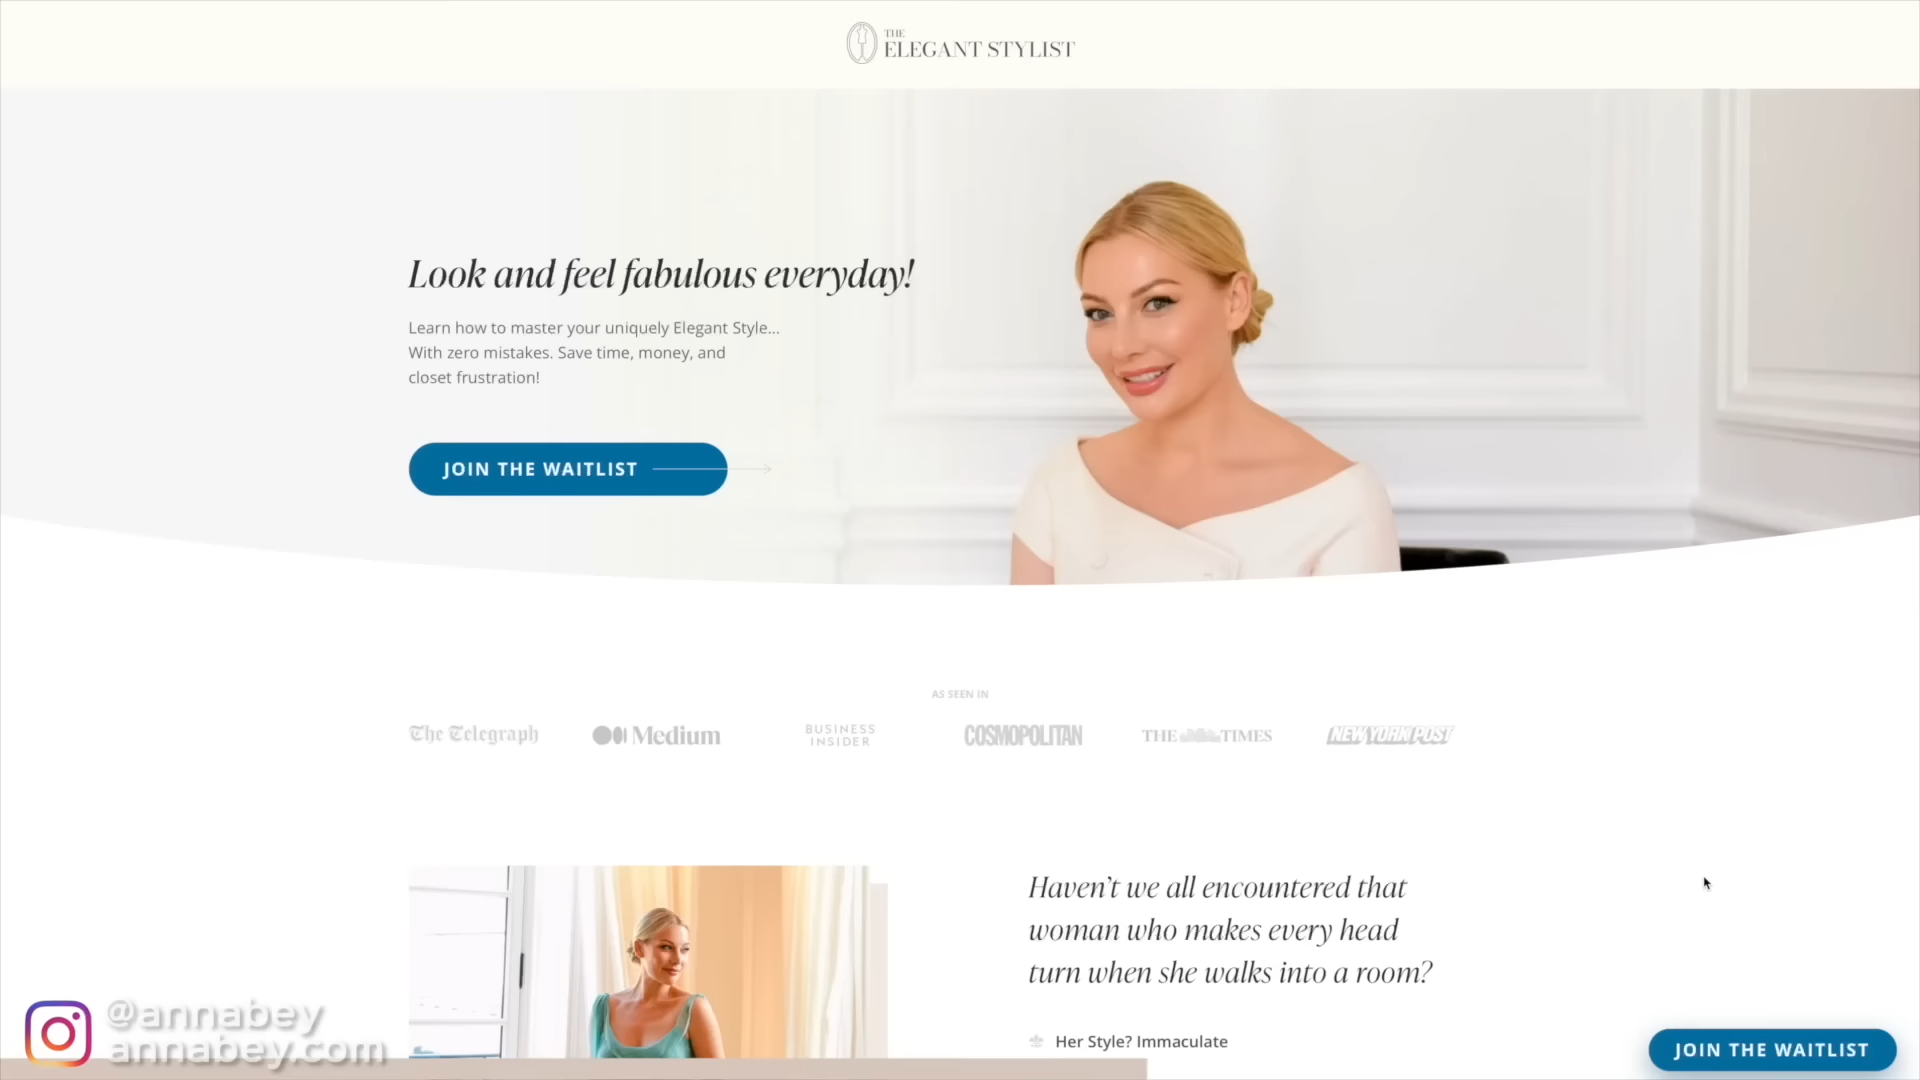 THE
ELEGANT STYLIST
Look and feel fabulous everyday!
Learn how to master your uniquely Elegant Style...
With zero mistakes. Save time, money, and
closet frustration!
JOIN THE WAITLIST
AS SEEN IN
The Telegraph
Medium
BUSINESS
INSIDER
COSMOPOLITAN
THE TIMES
NEW YORK POST
Haven't we all encountered that
woman who makes every head
turn when she walks into a room?
Her Style? Immaculate
@annabey
annabey.com
JOIN THE WAITLIST